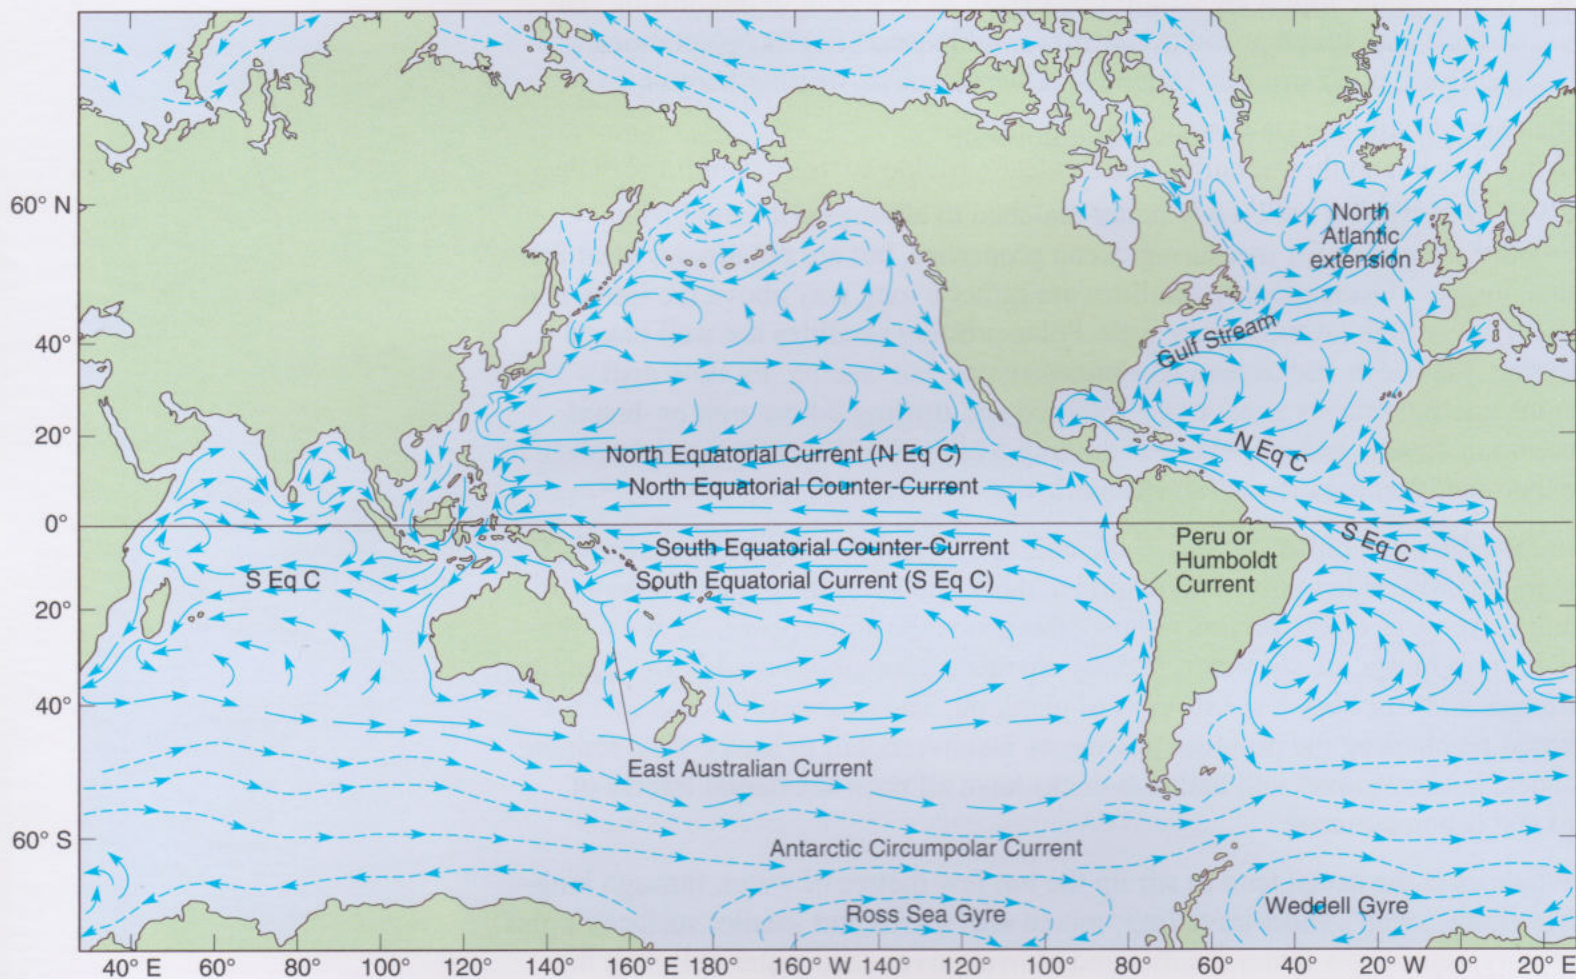 60° N
40°
20°
0°
20°
40°
60° S
North
Atlantic
extension
Gulf Stream
N Eq C
North Equatorial Current (N Eq C)
North Equatorial Counter-Current
South Equatorial Counter-Current
South Equatorial Current (S Eq C)
S Eq C
S Eq C
Peru or
Humboldt
Current
East Australian Current
Antarctic Circumpolar Current
Ross Sea Gyre
Weddell Gyre
40° E 60° 80° 100° 120° 140° 160° E 180° 160° W 140° 120° 100° 80° 60° 40° 20° W 0° 20° E